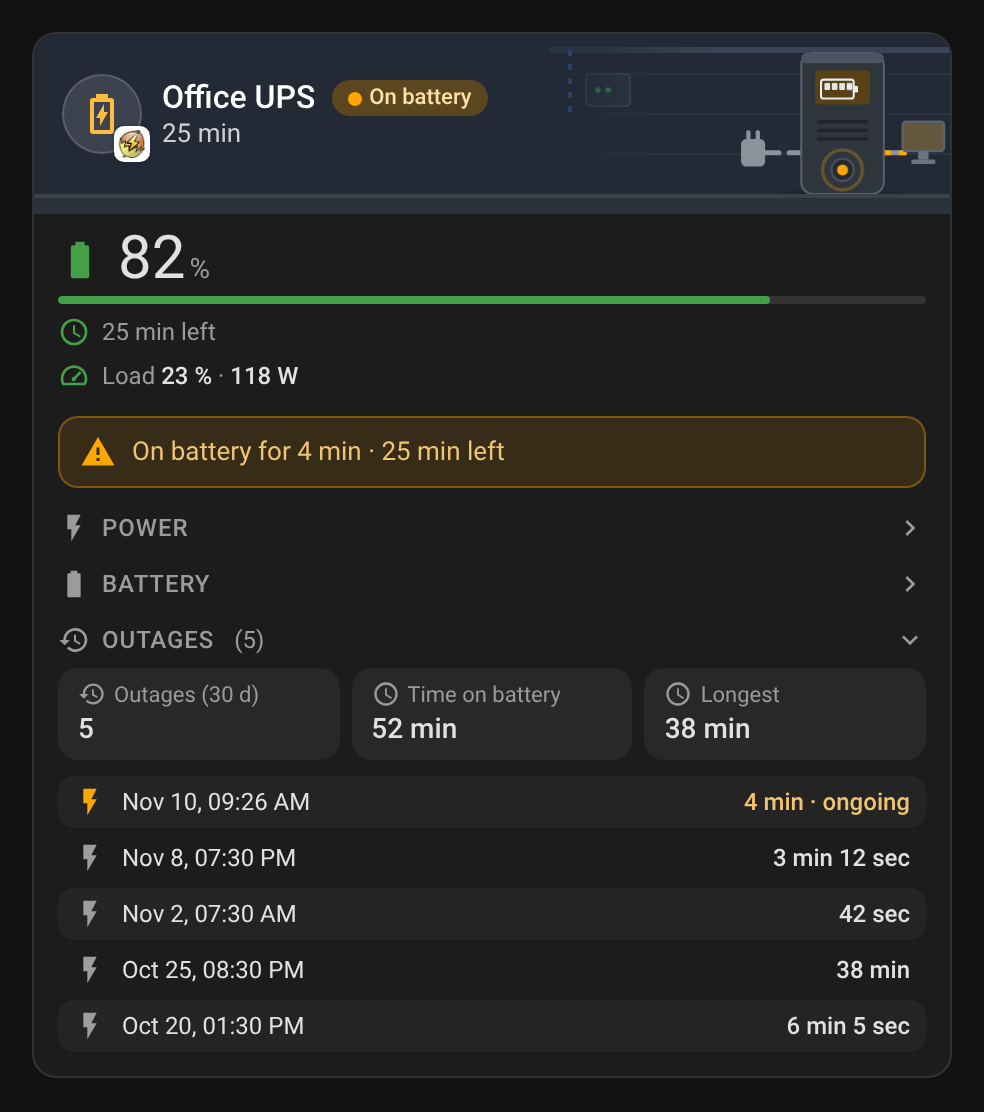 Office UPS
On battery
25 min
82 %
25 min left
Load 23 % · 118 W
On battery for 4 min · 25 min left
POWER
BATTERY
OUTAGES (5)
Outages (30 d)
5
Time on battery
52 min
Longest
38 min
Nov 10, 09:26 AM 4 min · ongoing
Nov 8, 07:30 PM 3 min 12 sec
Nov 2, 07:30 AM 42 sec
Oct 25, 08:30 PM 38 min
Oct 20, 01:30 PM 6 min 5 sec